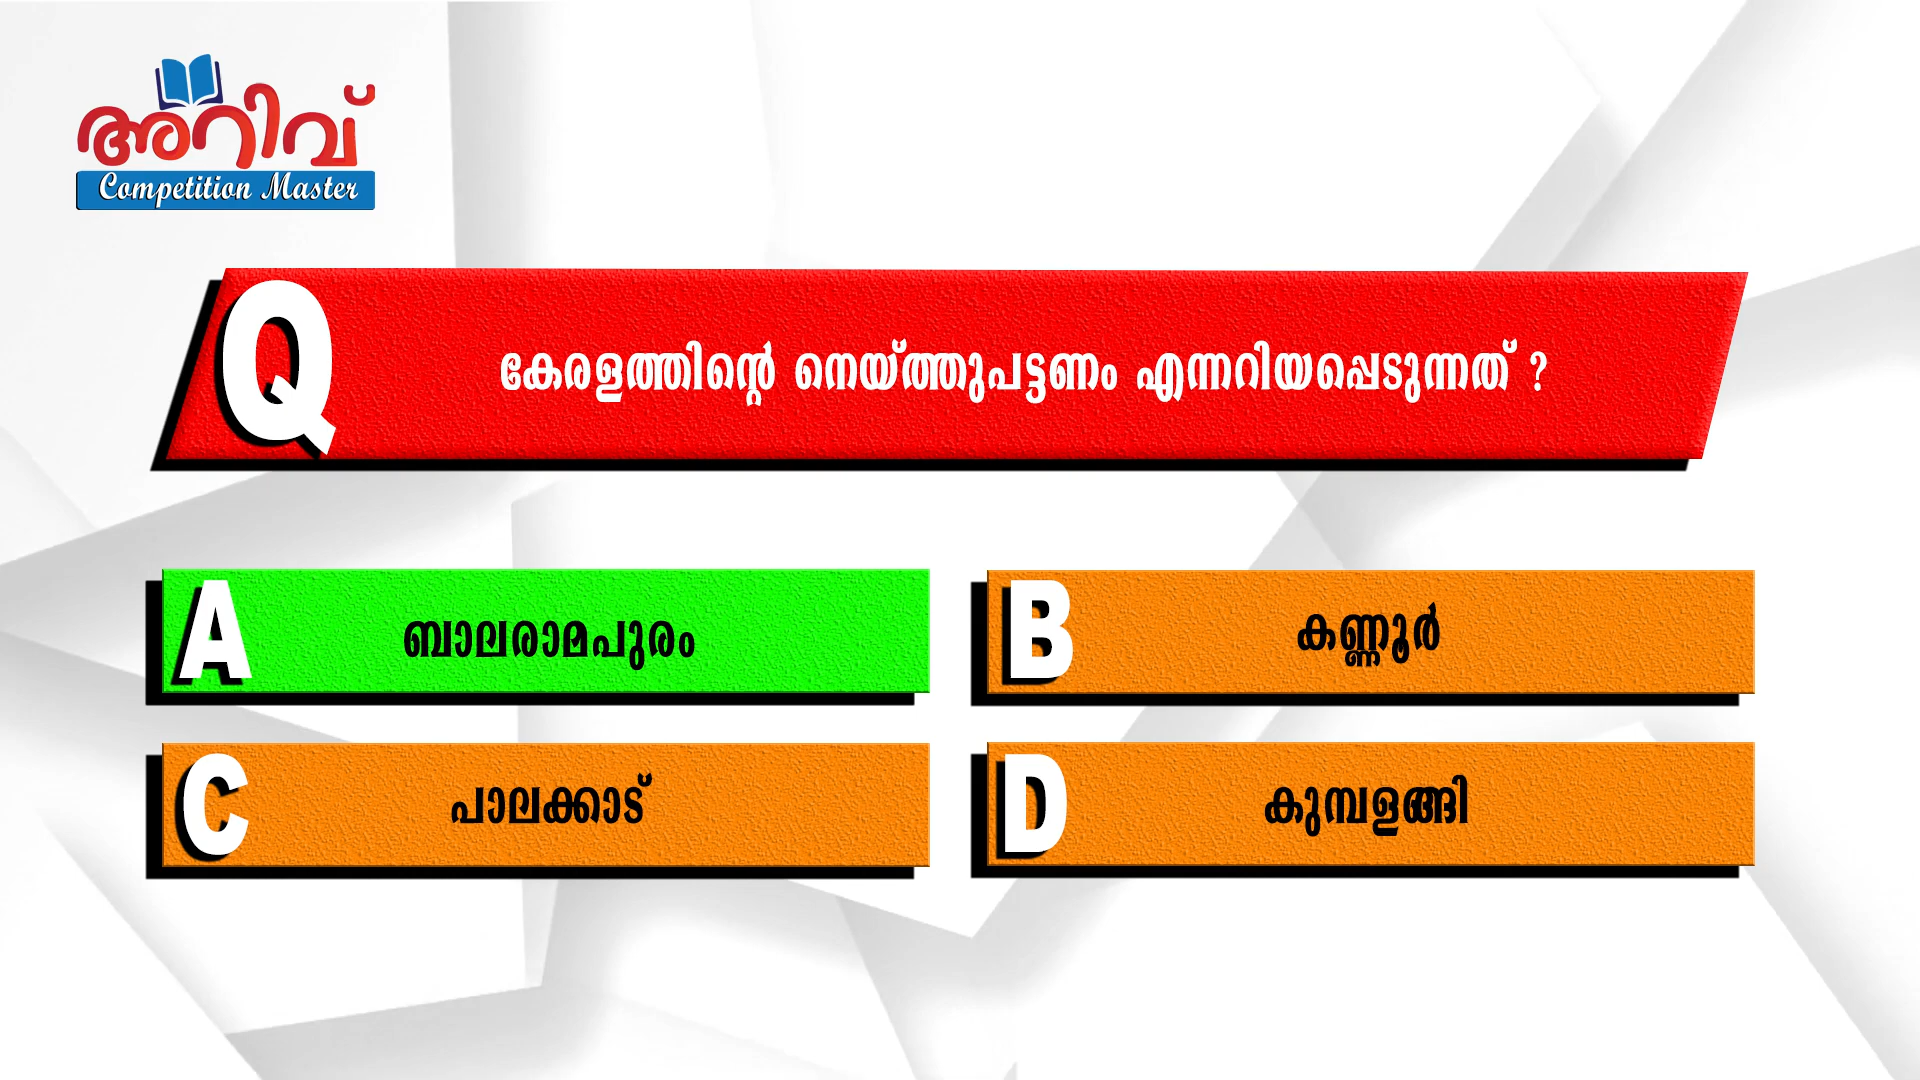 അറിവ്
Competition Master
Q
കേരളത്തിന്റെ നെയ്ത്തുപട്ടണം എന്നറിയപ്പെടുന്നത് ?
A ബാലരാമപുരം
B കണ്ണൂർ
C പാലക്കാട്
D കുമ്പളങ്ങി